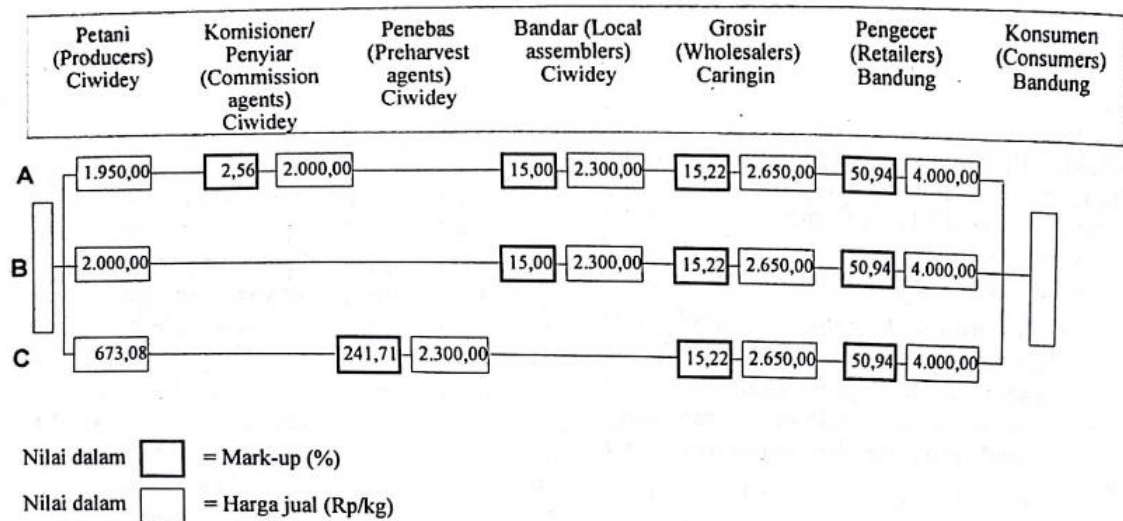 Petani
(Producers)
Ciwidey
Komisioner/
Penyiar
(Commission
agents)
Ciwidey
Penebas
(Preharvest
agents)
Ciwidey
Bandar (Local
assemblers)
Ciwidey
Grosir
(Wholesalers)
Caringin
Pengecer
(Retailers)
Bandung
Konsumen
(Consumers)
Bandung
A 1.950,00 2,56 2.000,00 15,00 2.300,00 15,22 2.650,00 50,94 4.000,00
B 2.000,00 15,00 2.300,00 15,22 2.650,00 50,94 4.000,00
C 673,08 241,71 2.300,00 15,22 2.650,00 50,94 4.000,00
Nilai dalam = Mark-up (%)
Nilai dalam = Harga jual (Rp/kg)